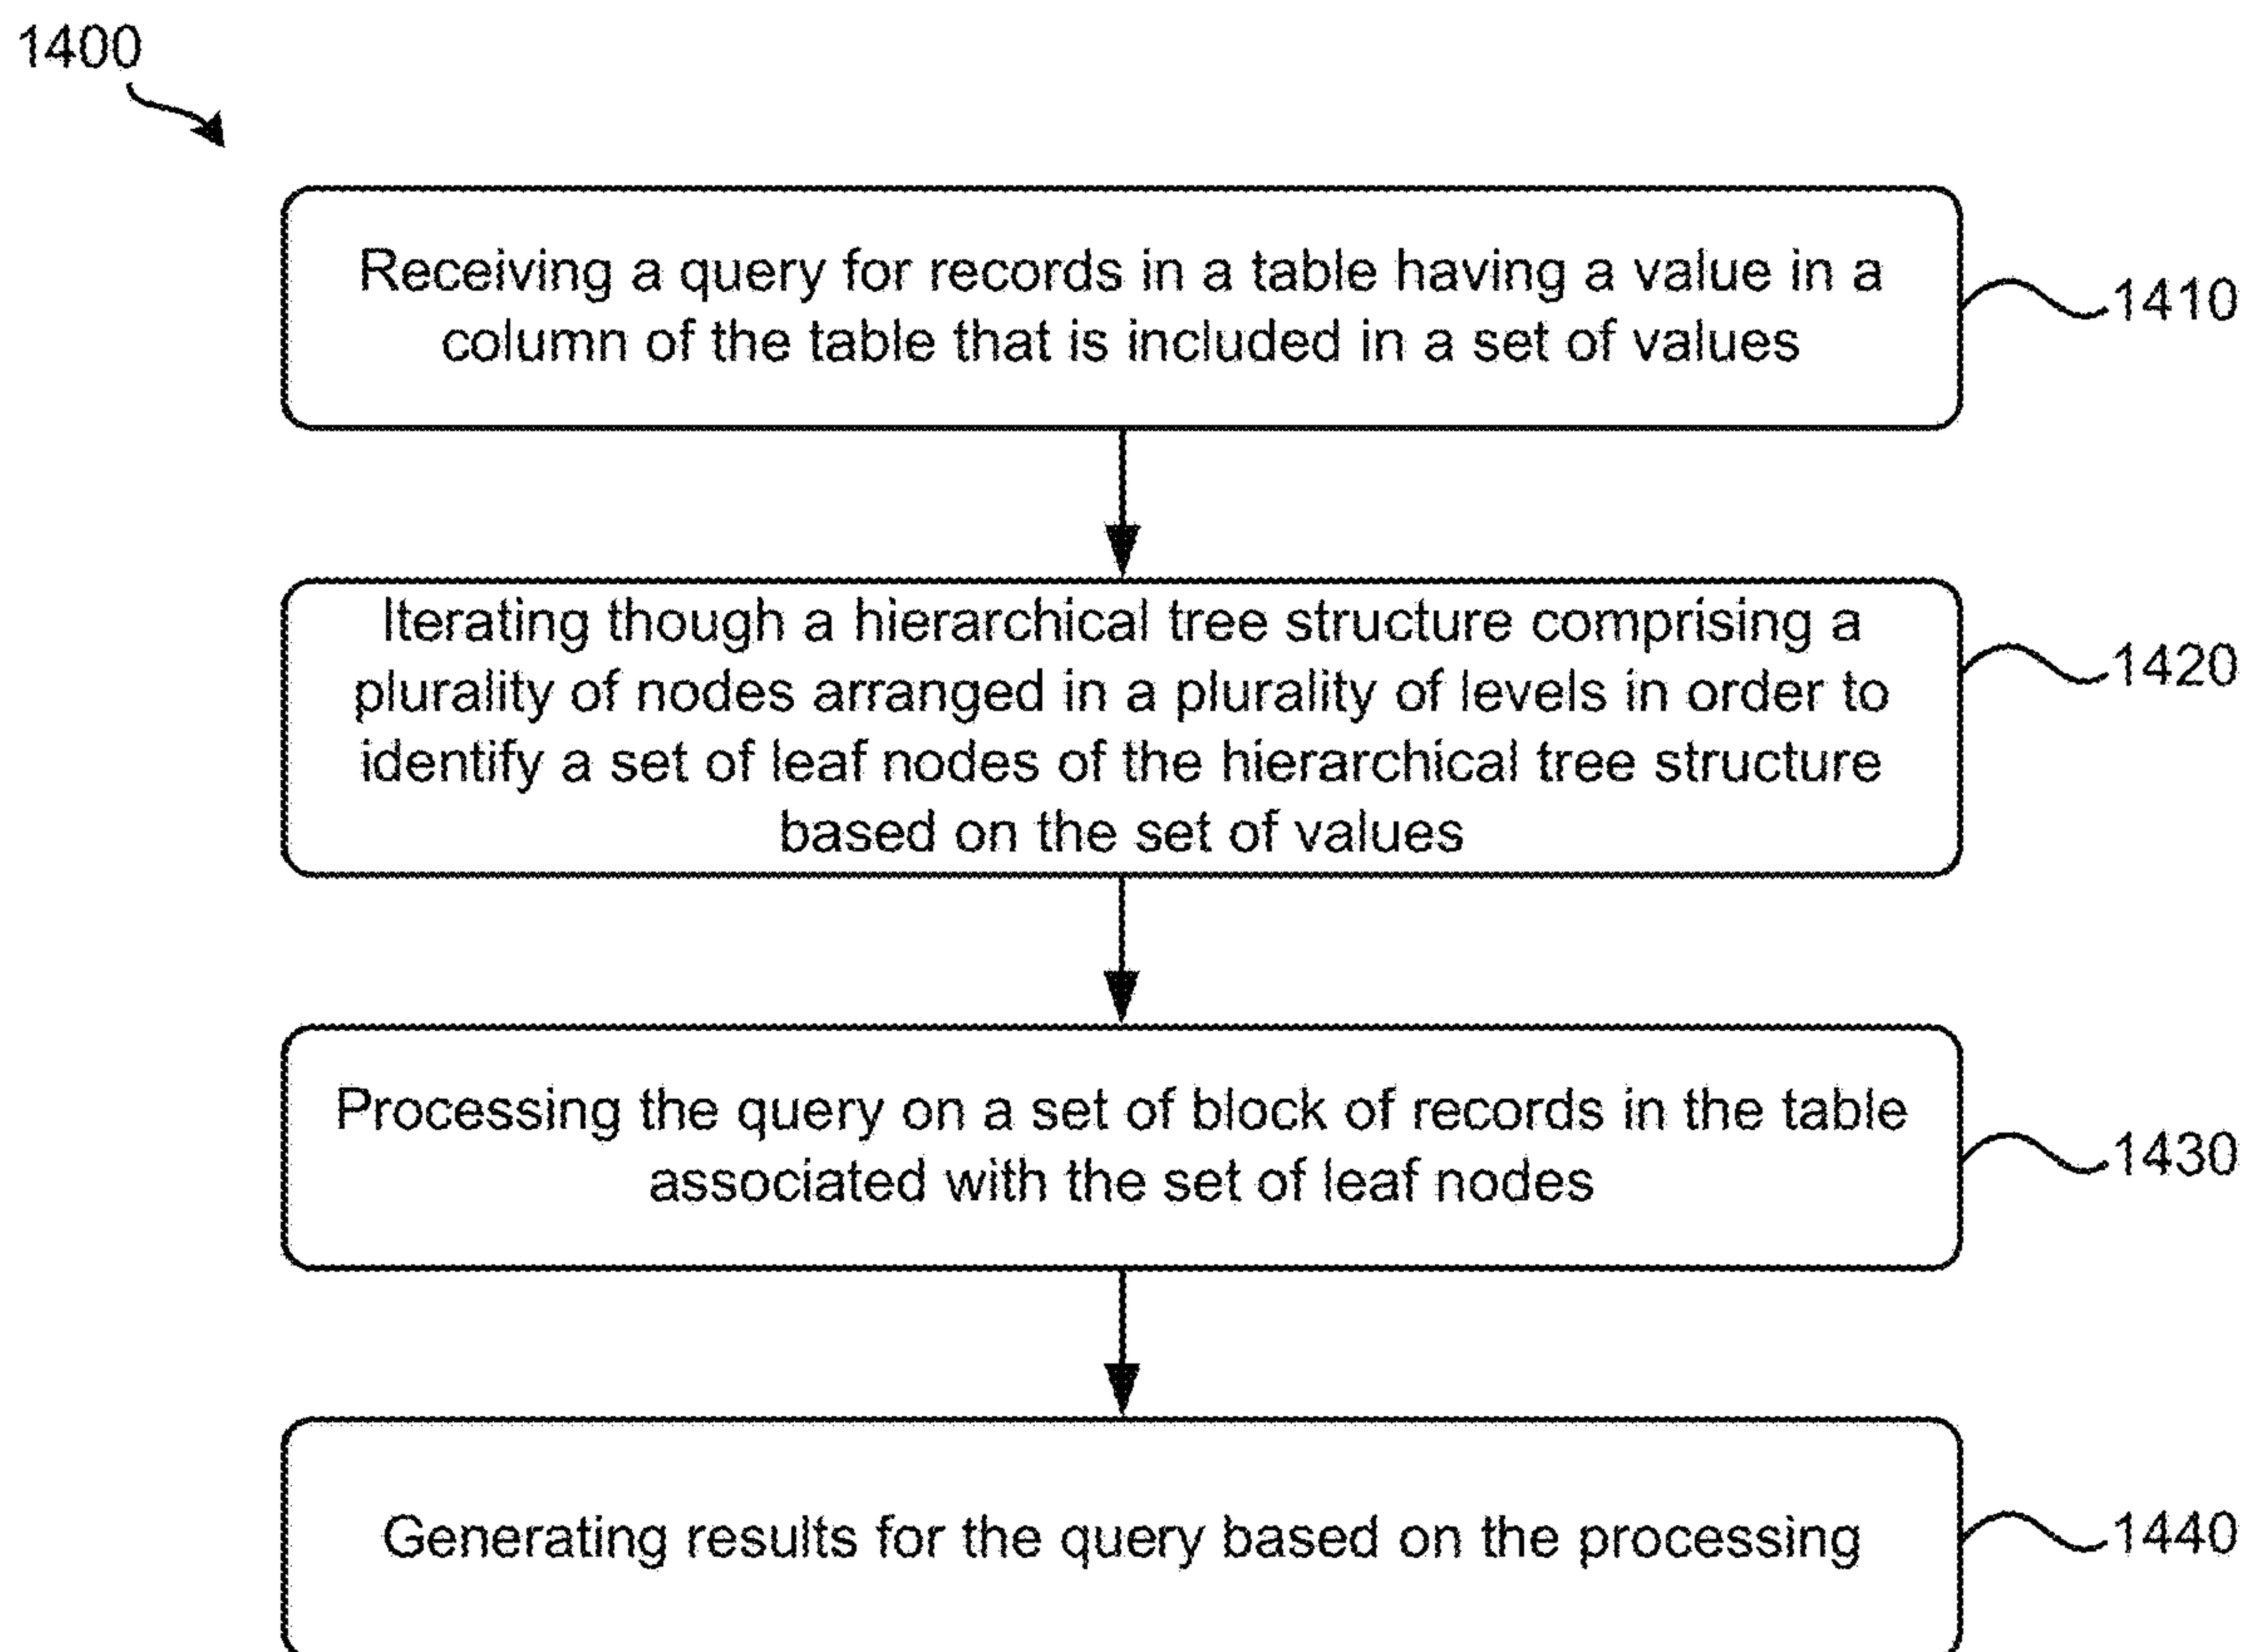 1400
Receiving a query for records in a table having a value in a
column of the table that is included in a set of values
1410
Iterating though a hierarchical tree structure comprising a
plurality of nodes arranged in a plurality of levels in order to
identify a set of leaf nodes of the hierarchical tree structure
based on the set of values
1420
Processing the query on a set of block of records in the table
associated with the set of leaf nodes
1430
Generating results for the query based on the processing
1440